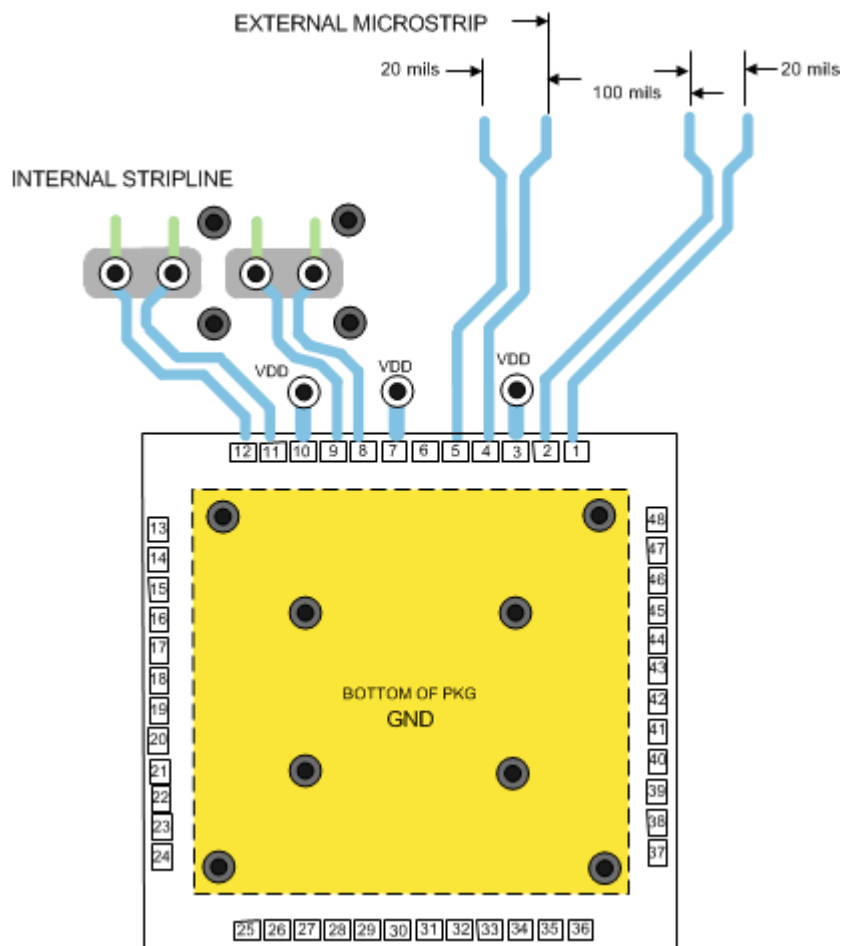 EXTERNAL MICROSTRIP
20 mils
20 mils
100 mils
INTERNAL STRIPLINE
VDD
VDD
VDD
12 11 10 9 8 7 6 5 4 3 2 1
13
14
15
16
17
18
19
20
21
22
23
24
48
47
46
45
44
43
42
41
40
39
38
37
BOTTOM OF PKG
GND
25 26 27 28 29 30 31 32 33 34 35 36